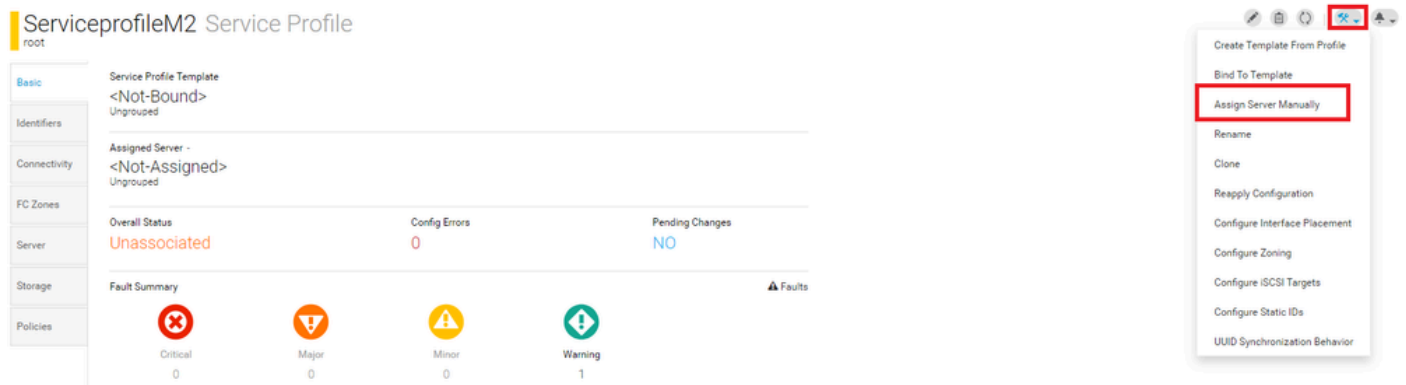 ServiceprofileM2 Service Profile
root
Basic
Identifiers
Connectivity
FC Zones
Server
Storage
Policies
Service Profile Template
<Not-Bound>
Ungrouped
Assigned Server -
<Not-Assigned>
Ungrouped
Overall Status
Config Errors
Pending Changes
Unassociated
0
NO
Fault Summary
Faults
Critical
Major
Minor
Warning
0
0
0
1
Create Template From Profile
Bind To Template
Assign Server Manually
Rename
Clone
Reapply Configuration
Configure Interface Placement
Configure Zoning
Configure iSCSI Targets
Configure Static IDs
UUID Synchronization Behavior